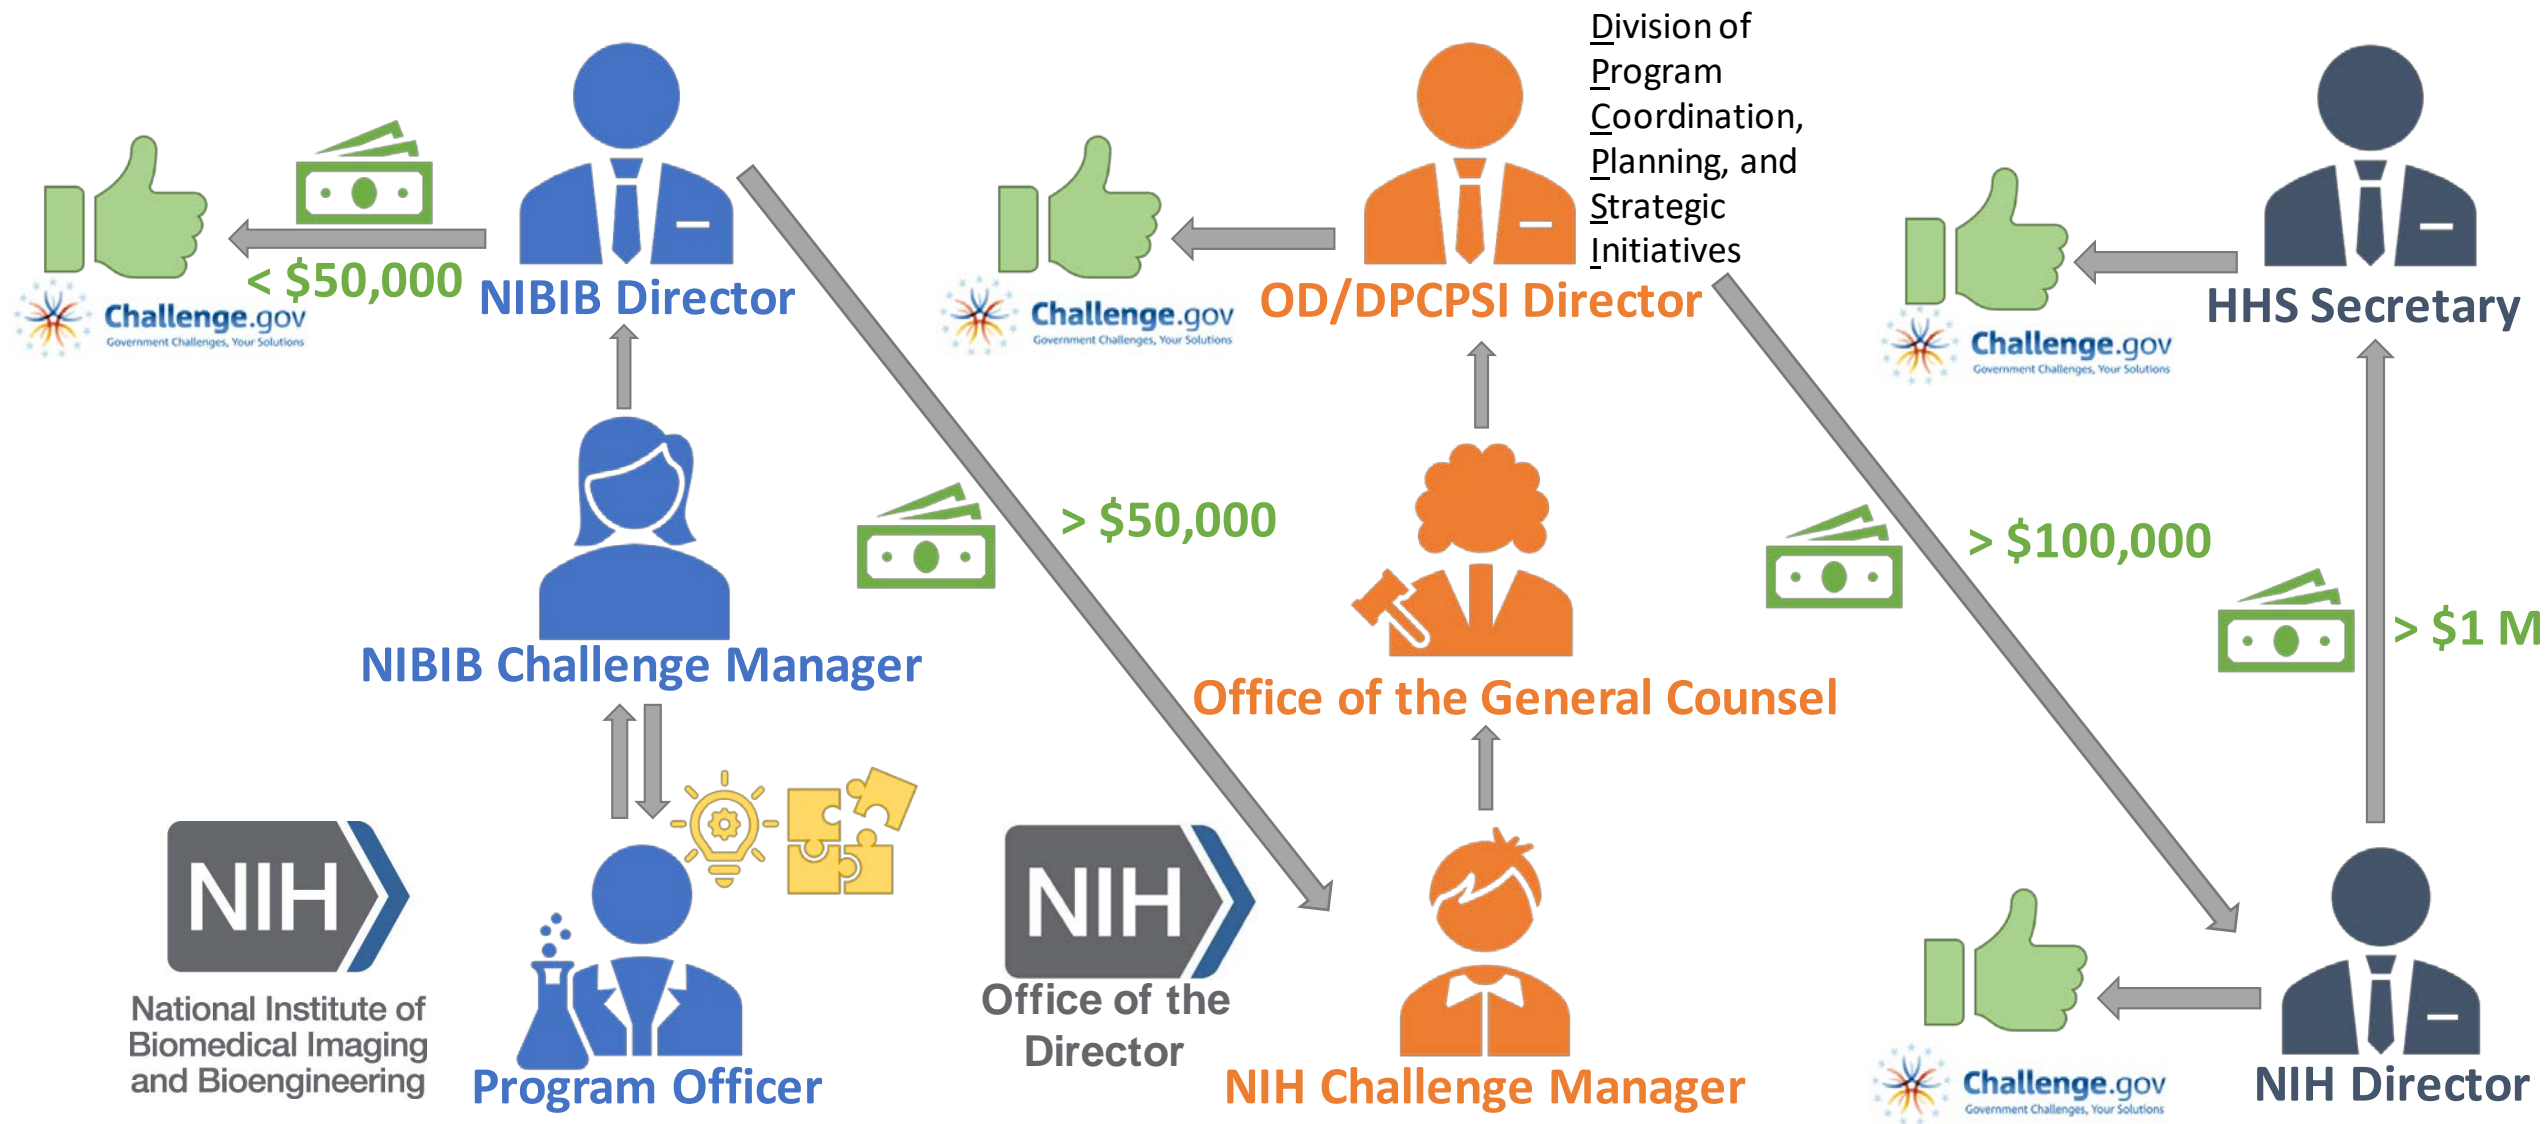 Division of
Program
Coordination,
Planning, and
Strategic
Initiatives
< $50,000
Challenge.gov
Government Challenges, Your Solutions
NIBIB Director
Challenge.gov
Government Challenges, Your Solutions
OD/DPCPSI Director
Challenge.gov
Government Challenges, Your Solutions
HHS Secretary
> $50,000
> $100,000
> $1 M
NIBIB Challenge Manager
Office of the General Counsel
NIH
National Institute of
Biomedical Imaging
and Bioengineering
Program Officer
NIH
Office of the
Director
NIH Challenge Manager
Challenge.gov
Government Challenges, Your Solutions
NIH Director